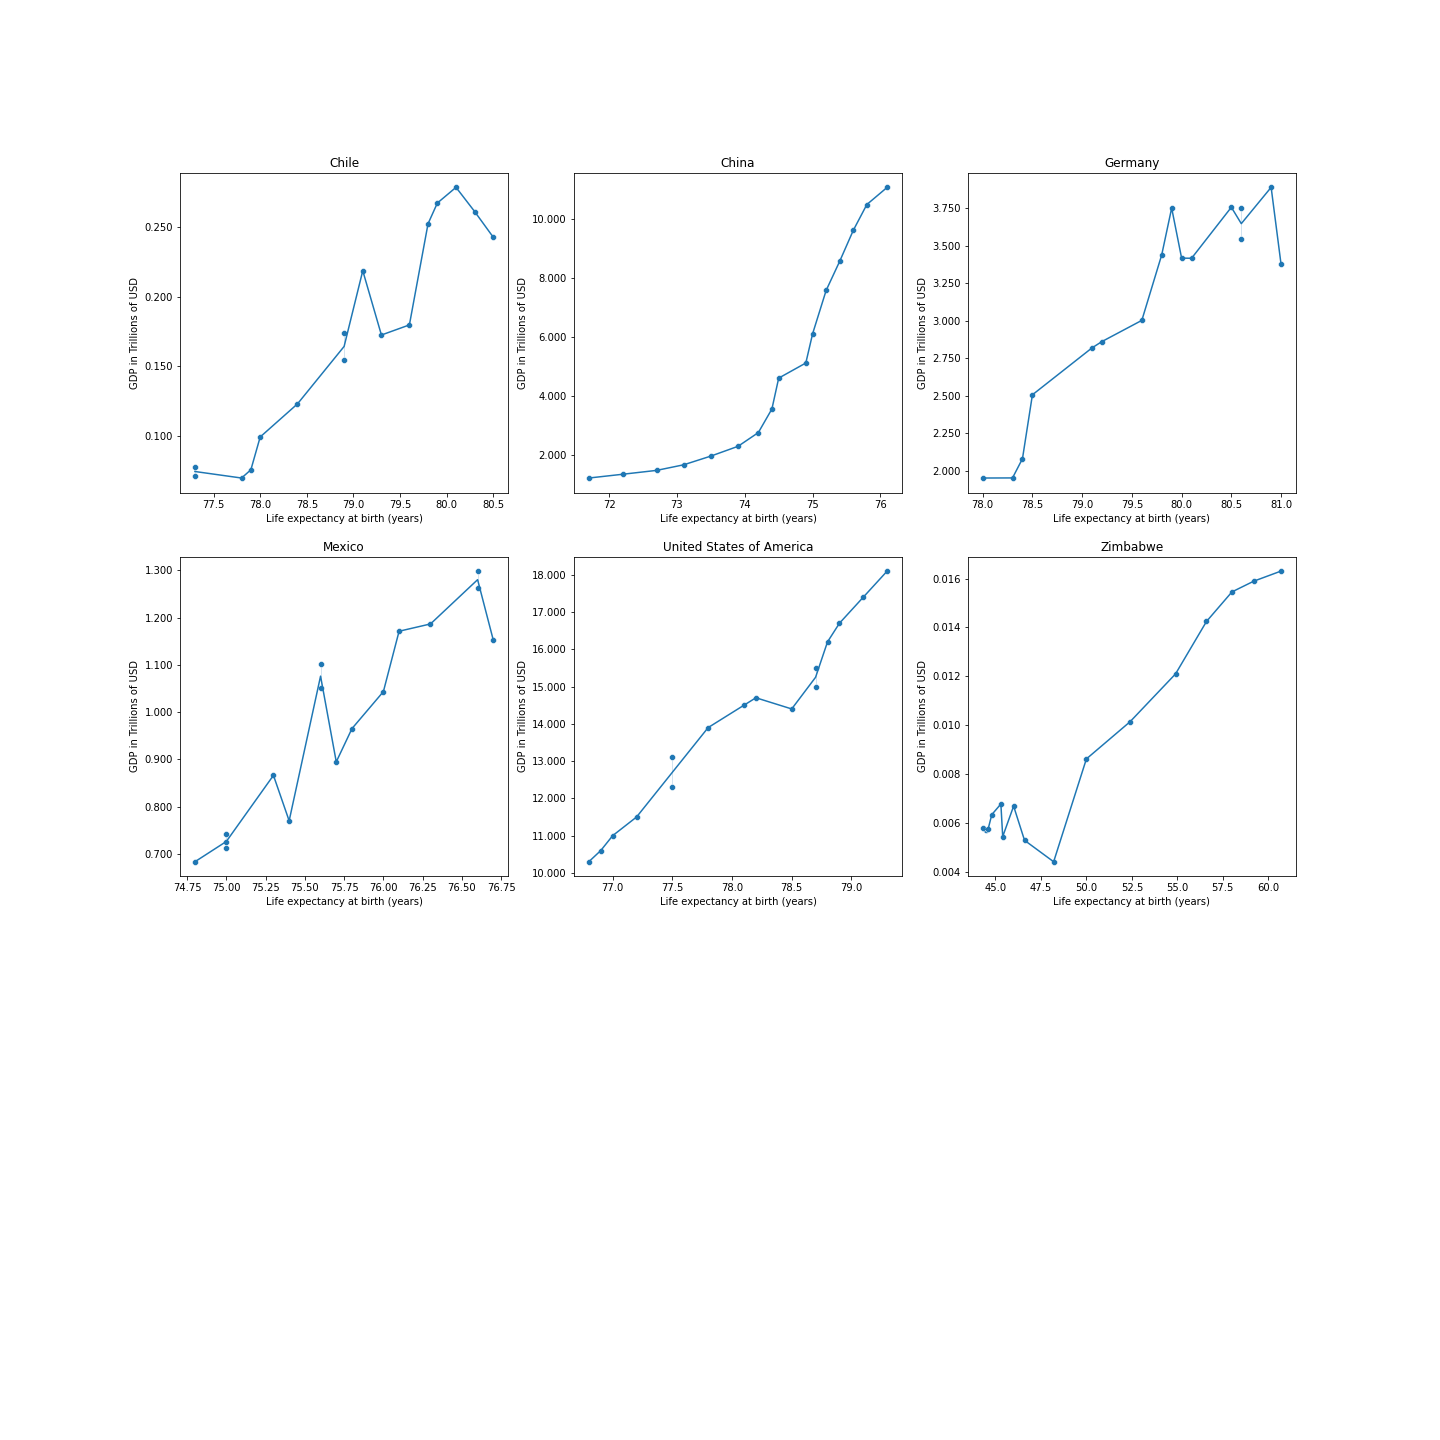 Chile
GDP in Trillions of USD
0.250
0.200
0.150
0.100
77.5 78.0 78.5 79.0 79.5 80.0 80.5
Life expectancy at birth (years)
China
GDP in Trillions of USD
10.000
8.000
6.000
4.000
2.000
72 73 74 75 76
Life expectancy at birth (years)
Germany
GDP in Trillions of USD
3.750
3.500
3.250
3.000
2.750
2.500
2.250
2.000
78.0 78.5 79.0 79.5 80.0 80.5 81.0
Life expectancy at birth (years)
Mexico
GDP in Trillions of USD
1.300
1.200
1.100
1.000
0.900
0.800
0.700
74.75 75.00 75.25 75.50 75.75 76.00 76.25 76.50 76.75
Life expectancy at birth (years)
United States of America
GDP in Trillions of USD
18.000
17.000
16.000
15.000
14.000
13.000
12.000
11.000
10.000
77.0 77.5 78.0 78.5 79.0
Life expectancy at birth (years)
Zimbabwe
GDP in Trillions of USD
0.016
0.014
0.012
0.010
0.008
0.006
0.004
45.0 47.5 50.0 52.5 55.0 57.5 60.0
Life expectancy at birth (years)